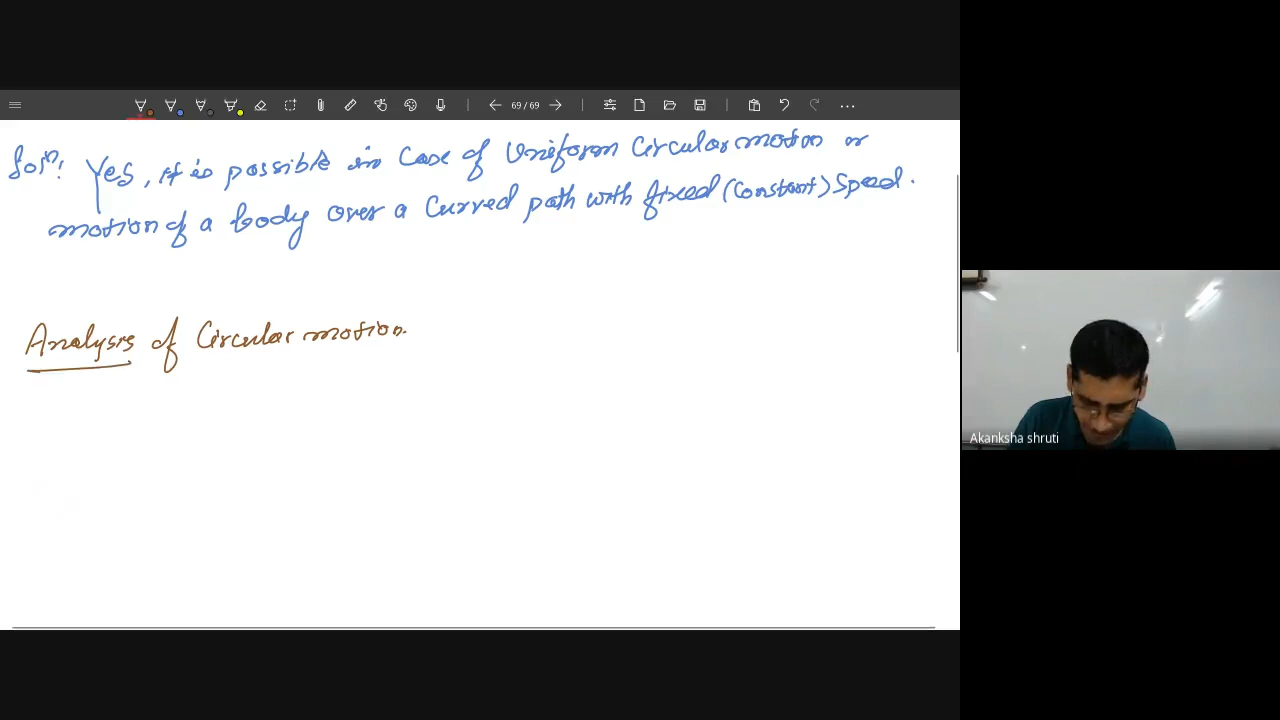 69/69
Sol^n: Yes, it is possible in Case of Uniform Circular motion or
motion of a body over a Curved path with fixed (Constant) Speed.
Analysis of Circular motion.
Akanksha shruti